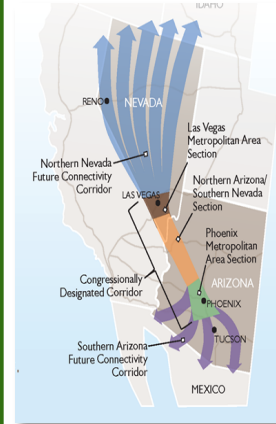 IDAHO
RENO
NEVADA
Las Vegas
Metropolitan Area
Section
Northern Nevada
Future Connectivity
Corridor
LAS VEGAS
Northern Arizona/
Southern Nevada
Section
Phoenix
Metropolitan
Area Section
Congressionally
Designated Corridor
ARIZONA
PHOENIX
TUCSON
Southern Arizona
Future Connectivity
Corridor
MEXICO